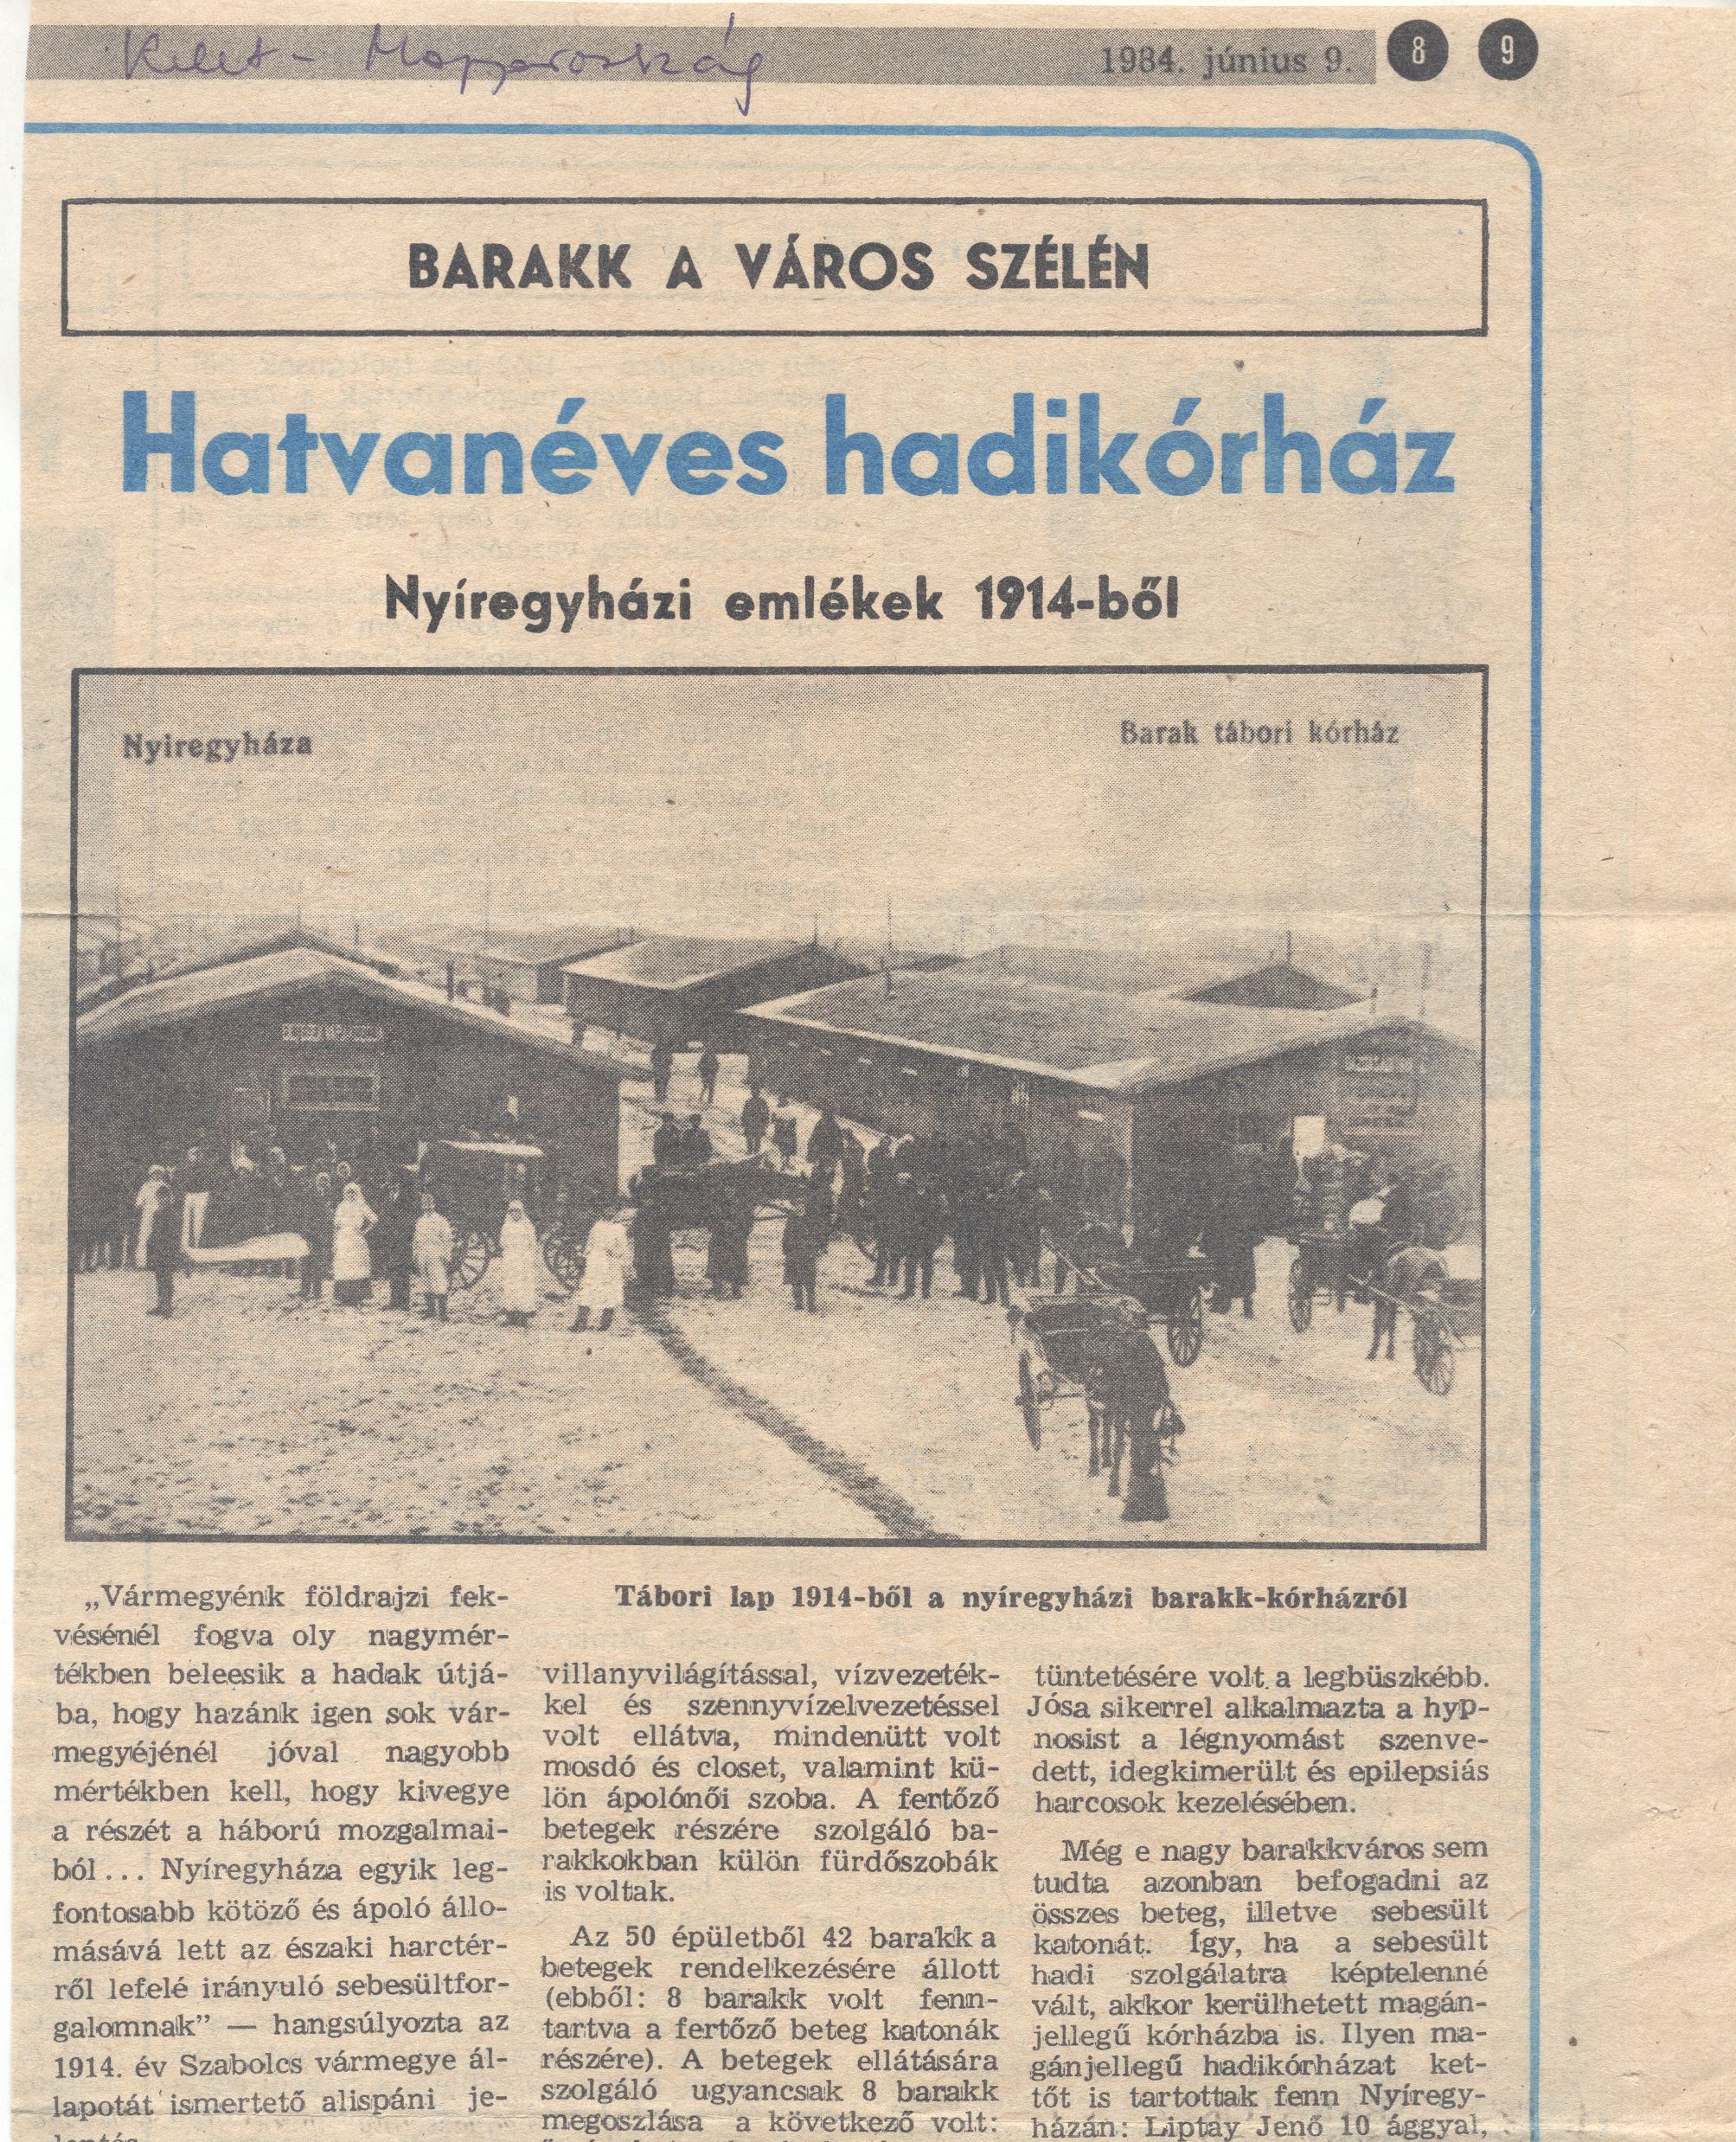 Kelet-Magyarország
1984. június 9. 8 9
BARAKK A VÁROS SZÉLÉN
Hatvanéves hadikórház
Nyíregyházi emlékek 1914-ből
Nyiregyháza
Barak tábori kórház
Tábori lap 1914-ből a nyíregyházi barakk-kórházról
„Vármegyénk földrajzi fek-
vésénél fogva oly nagymér-
tékben beleesik a hadak útjá-
ba, hogy hazánk igen sok vár-
megyéjénél jóval nagyobb
mértékben kell, hogy kivegye
a részét a háború mozgalmai-
ból... Nyíregyháza egyik leg-
fontosabb kötöző és ápoló állo-
másává lett az északi harctér-
ről lefelé irányuló sebesültfor-
galomnak” — hangsúlyozta az
1914. év Szabolcs vármegye ál-
lapotát ismertető alispáni je-
villanyvilágítással, vízvezeték-
kel és szennyvízelvezetéssel
volt ellátva, mindenütt volt
mosdó és closet, valamint kü-
lön ápolónői szoba. A fertőző
betegek részére szolgáló ba-
rakkokban külön fürdőszobák
is voltak.
Az 50 épületből 42 barakk a
betegek rendelkezésére állott
(ebből: 8 barakk volt fenn-
tartva a fertőző beteg katonák
részére). A betegek ellátására
szolgáló ugyancsak 8 barakk
megoszlása a következő volt:
tüntetésére volt a legbüszkébb.
Jósa sikerrel alkalmazta a hyp-
nosist a légnyomást szenve-
dett, idegkimerült és epilepsiás
harcosok kezelésében.
Még e nagy barakkváros sem
tudta azonban befogadni az
összes beteg, illetve sebesült
katonát. Így, ha a sebesült
hadi szolgálatra képtelenné
vált, akkor kerülhetett magán-
jellegű kórházba is. Ilyen ma-
gánjellegű hadikórházat ket-
tőt is tartottak fenn Nyíregy-
házán: Liptay Jenő 10 ággyal,